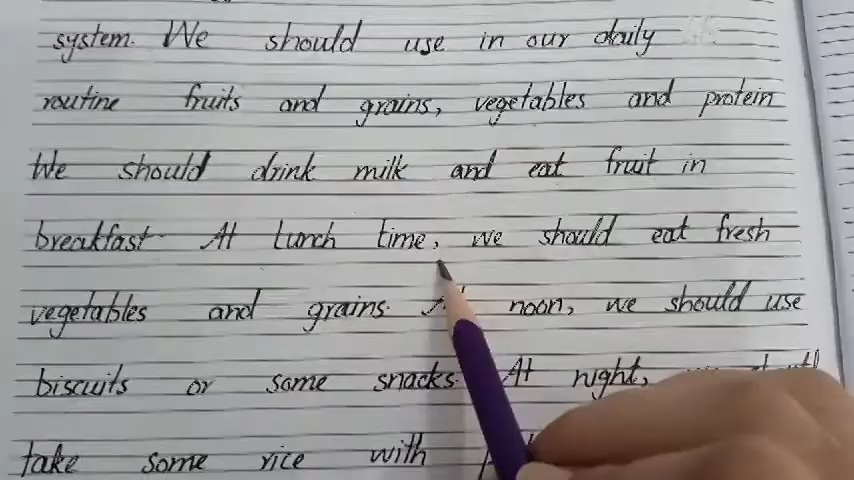 system. We should use in our daily
routine fruits and grains, vegetables and protein
We should drink milk and eat fruit in
breakfast. At Lunch time, we should eat fresh
vegetables and grains. At noon, we should use
biscuits or some snacks. At night,
take some rice with